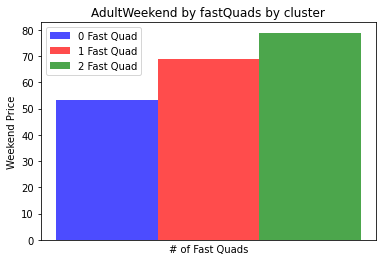 AdultWeekend by fastQuads by cluster
80
70
60
50
40
30
20
10
0
Weekend Price
0 Fast Quad
1 Fast Quad
2 Fast Quad
# of Fast Quads